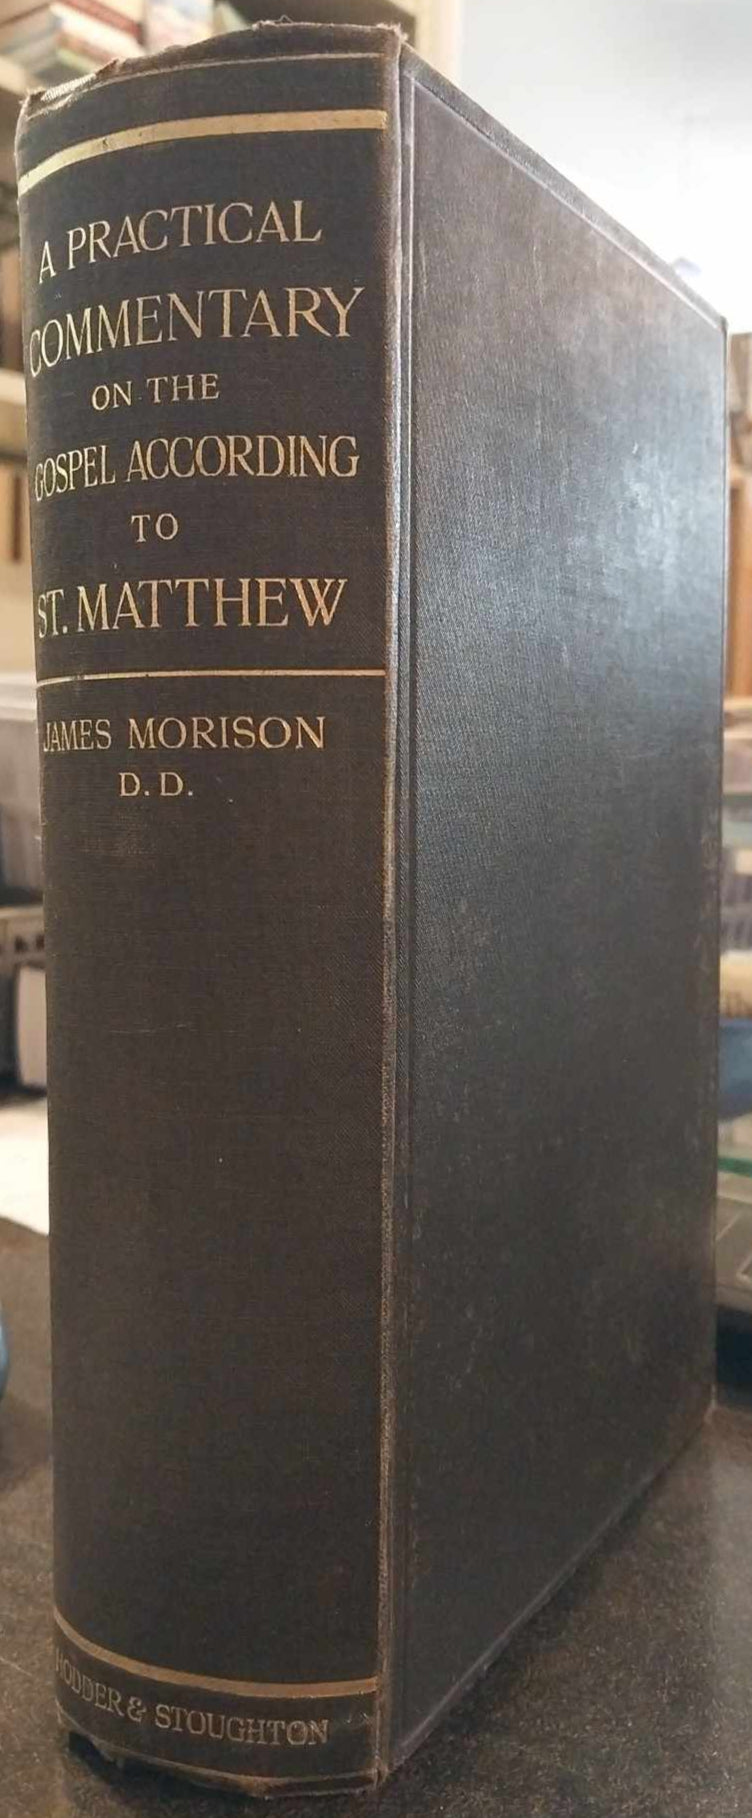 A PRACTICAL
COMMENTARY
ON THE
GOSPEL ACCORDING
TO
ST. MATTHEW
JAMES MORISON
D. D.
HODDER & STOUGHTON